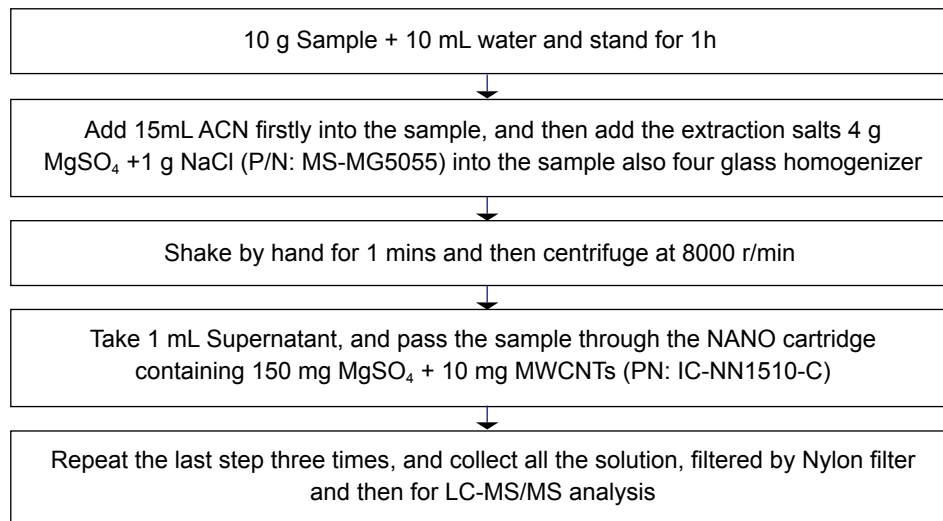 10 g Sample + 10 mL water and stand for 1h
Add 15mL ACN firstly into the sample, and then add the extraction salts 4 g
MgSO₄ +1 g NaCl (P/N: MS-MG5055) into the sample also four glass homogenizer
Shake by hand for 1 mins and then centrifuge at 8000 r/min
Take 1 mL Supernatant, and pass the sample through the NANO cartridge
containing 150 mg MgSO₄ + 10 mg MWCNTs (PN: IC-NN1510-C)
Repeat the last step three times, and collect all the solution, filtered by Nylon filter
and then for LC-MS/MS analysis